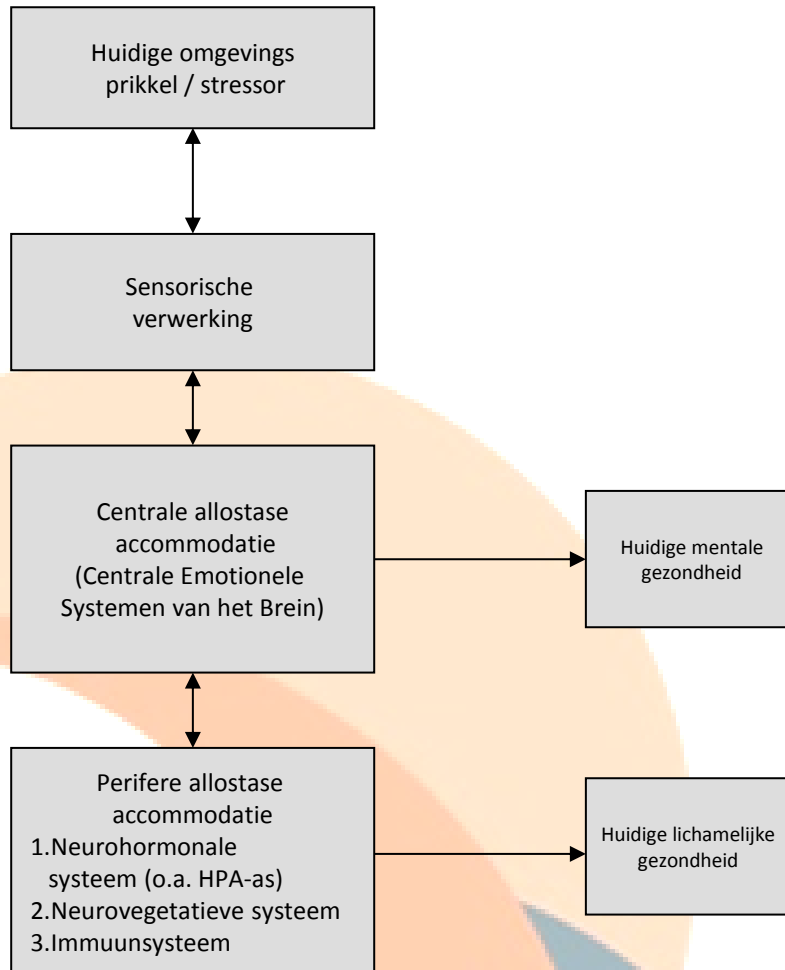 Huidige omgevings
prikkel / stressor
Sensorische
verwerking
Centrale allostase
accommodatie
(Centrale Emotionele
Systemen van het Brein)
Huidige mentale
gezondheid
Perifere allostase
accommodatie
1.Neurohormonale
systeem (o.a. HPA-as)
2.Neurovegetatieve systeem
3.Immuunsysteem
Huidige lichamelijke
gezondheid